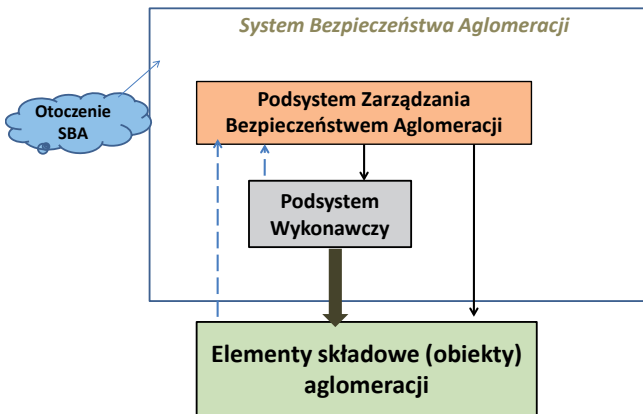 System Bezpieczeństwa Aglomeracji
Otoczenie
SBA
Podsystem Zarządzania
Bezpieczeństwem Aglomeracji
Podsystem
Wykonawczy
Elementy składowe (obiekty)
aglomeracji